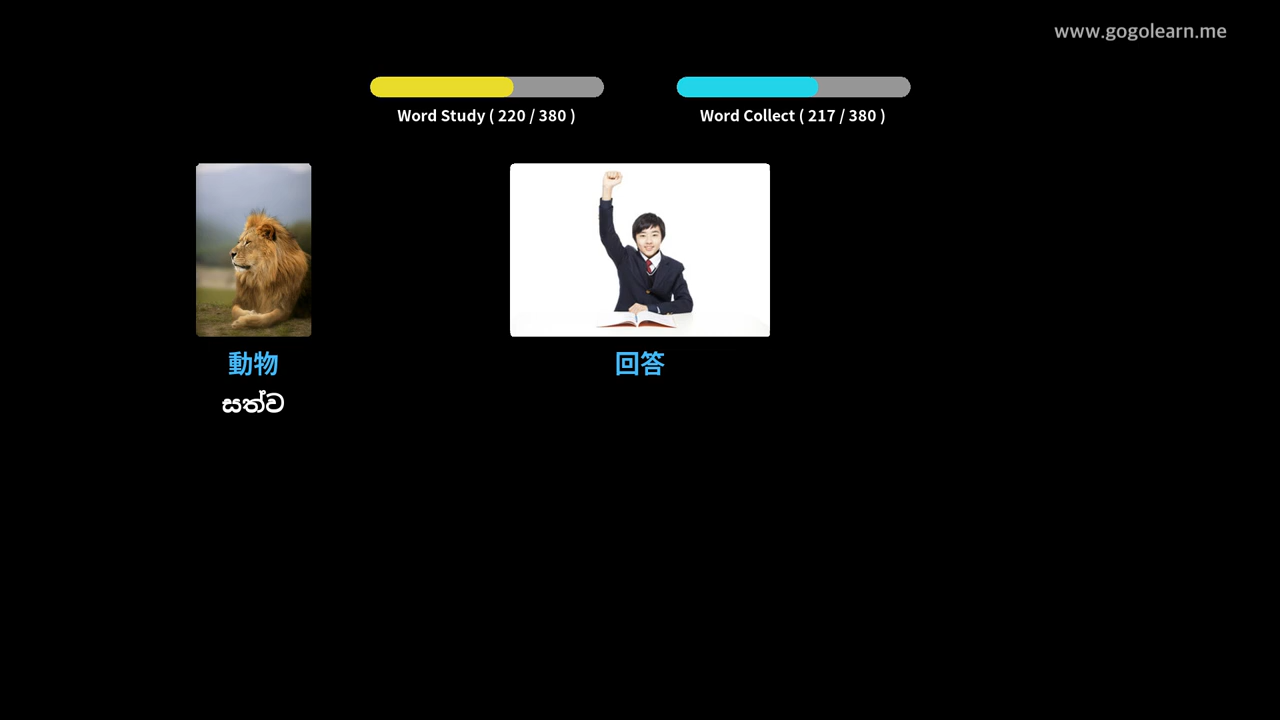 www.gogolearn.me
Word Study ( 220 / 380 )
Word Collect ( 217 / 380 )
動物
සත්ව
回答